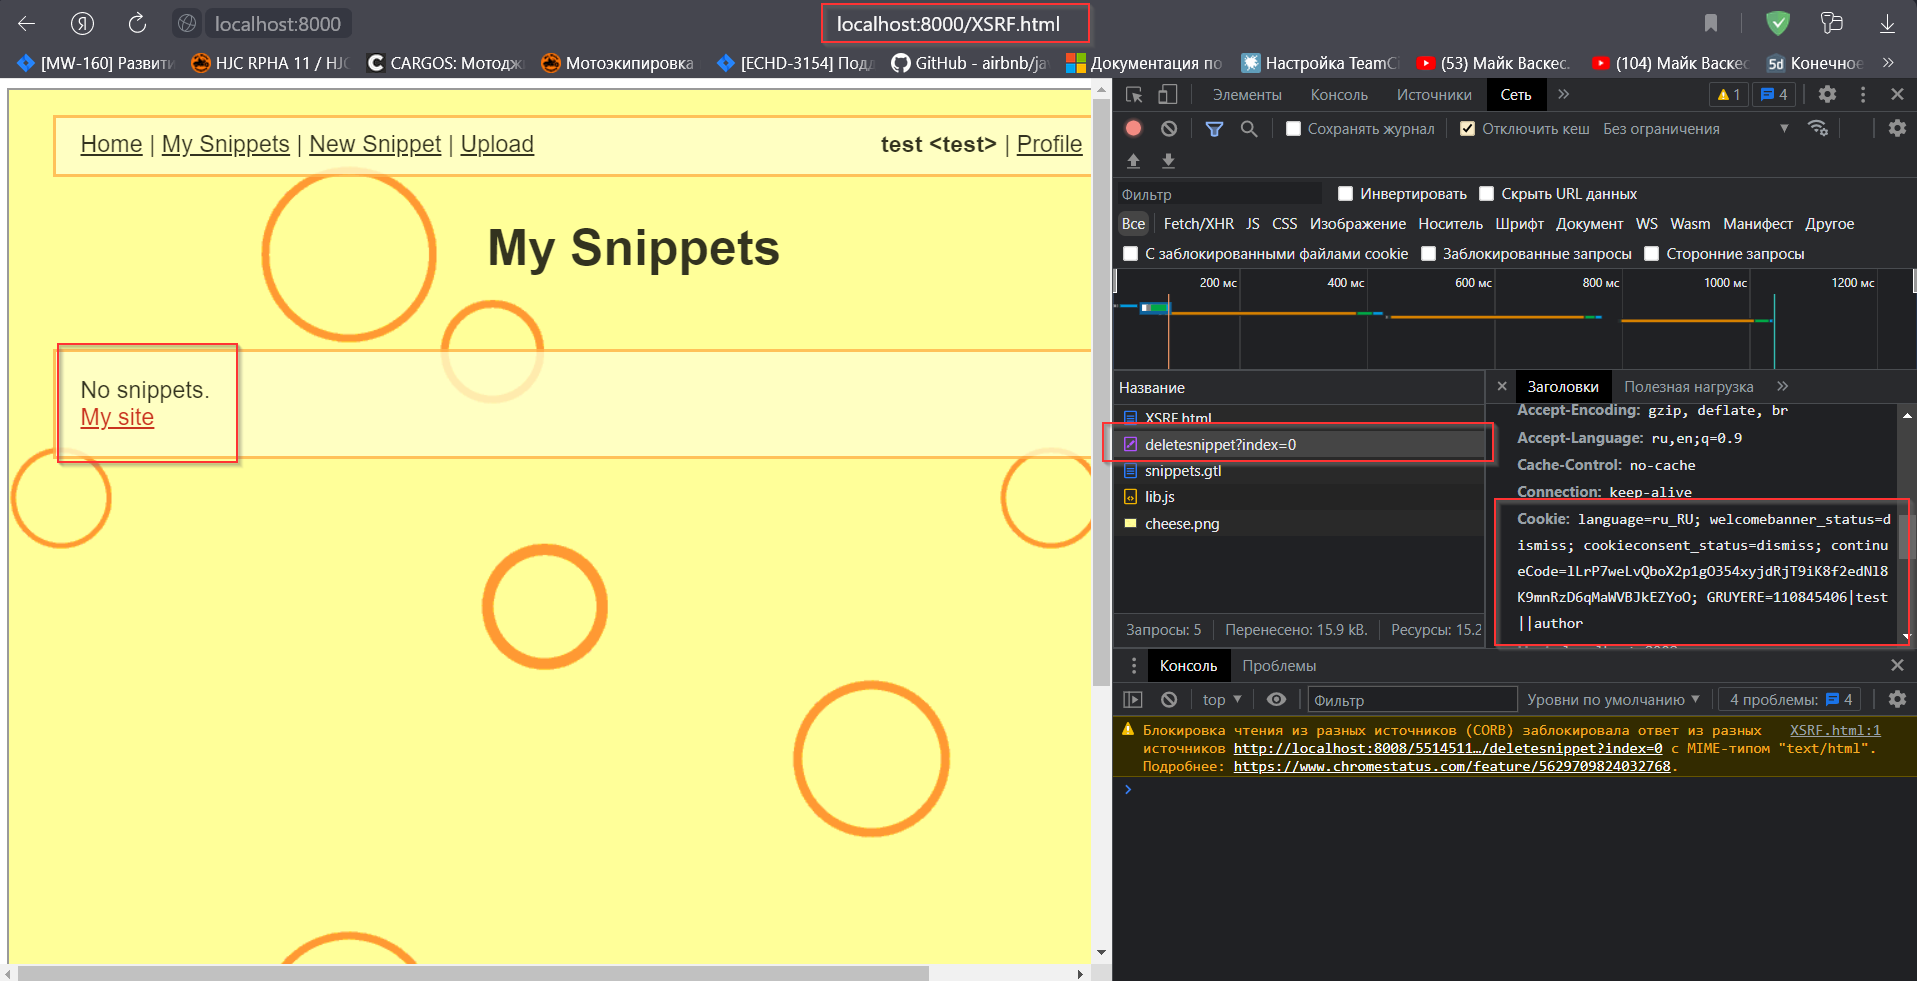 localhost:8000
localhost:8000/XSRF.html
[MW-160] Развити
HJC RPHA 11 / HJC
CARGOS: Мотодж
Мотоэкипировка
[ECHD-3154] Подд
GitHub - airbnb/ja
Документация по
Настройка TeamCi
(53) Майк Васкес.
(104) Майк Васкес
Конечное
Home | My Snippets | New Snippet | Upload
test <test> | Profile
My Snippets
No snippets.
My site
Элементы Консоль Источники Сеть 1 4
Сохранять журнал Отключить кеш Без ограничения
Фильтр Инвертировать Скрыть URL данных
Все Fetch/XHR JS CSS Изображение Носитель Шрифт Документ WS Wasm Манифест Другое
С заблокированными файлами cookie Заблокированные запросы Сторонние запросы
200 мс 400 мс 600 мс 800 мс 1000 мс 1200 мс
Название
XSRF.html
deletesnippet?index=0
snippets.gtl
lib.js
cheese.png
Запросы: 5 Перенесено: 15.9 kB. Ресурсы: 15.2
Заголовки Полезная нагрузка
Accept-Encoding: gzip, deflate, br
Accept-Language: ru,en;q=0.9
Cache-Control: no-cache
Connection: keep-alive
Cookie: language=ru_RU; welcomebanner_status=d
ismiss; cookieconsent_status=dismiss; continu
eCode=lLrP7weLvQboX2p1gO354xyjdRjT9iK8f2edNl8
K9mnRzD6qMaWVBJkEZYoO; GRUYERE=110845406|test
||author
Консоль Проблемы
top Фильтр Уровни по умолчанию 4 проблемы: 4
Блокировка чтения из разных источников (CORB) заблокировала ответ из разных XSRF.html:1
источников http://localhost:8008/5514511…/deletesnippet?index=0 с MIME-типом "text/html".
Подробнее: https://www.chromestatus.com/feature/5629709824032768.